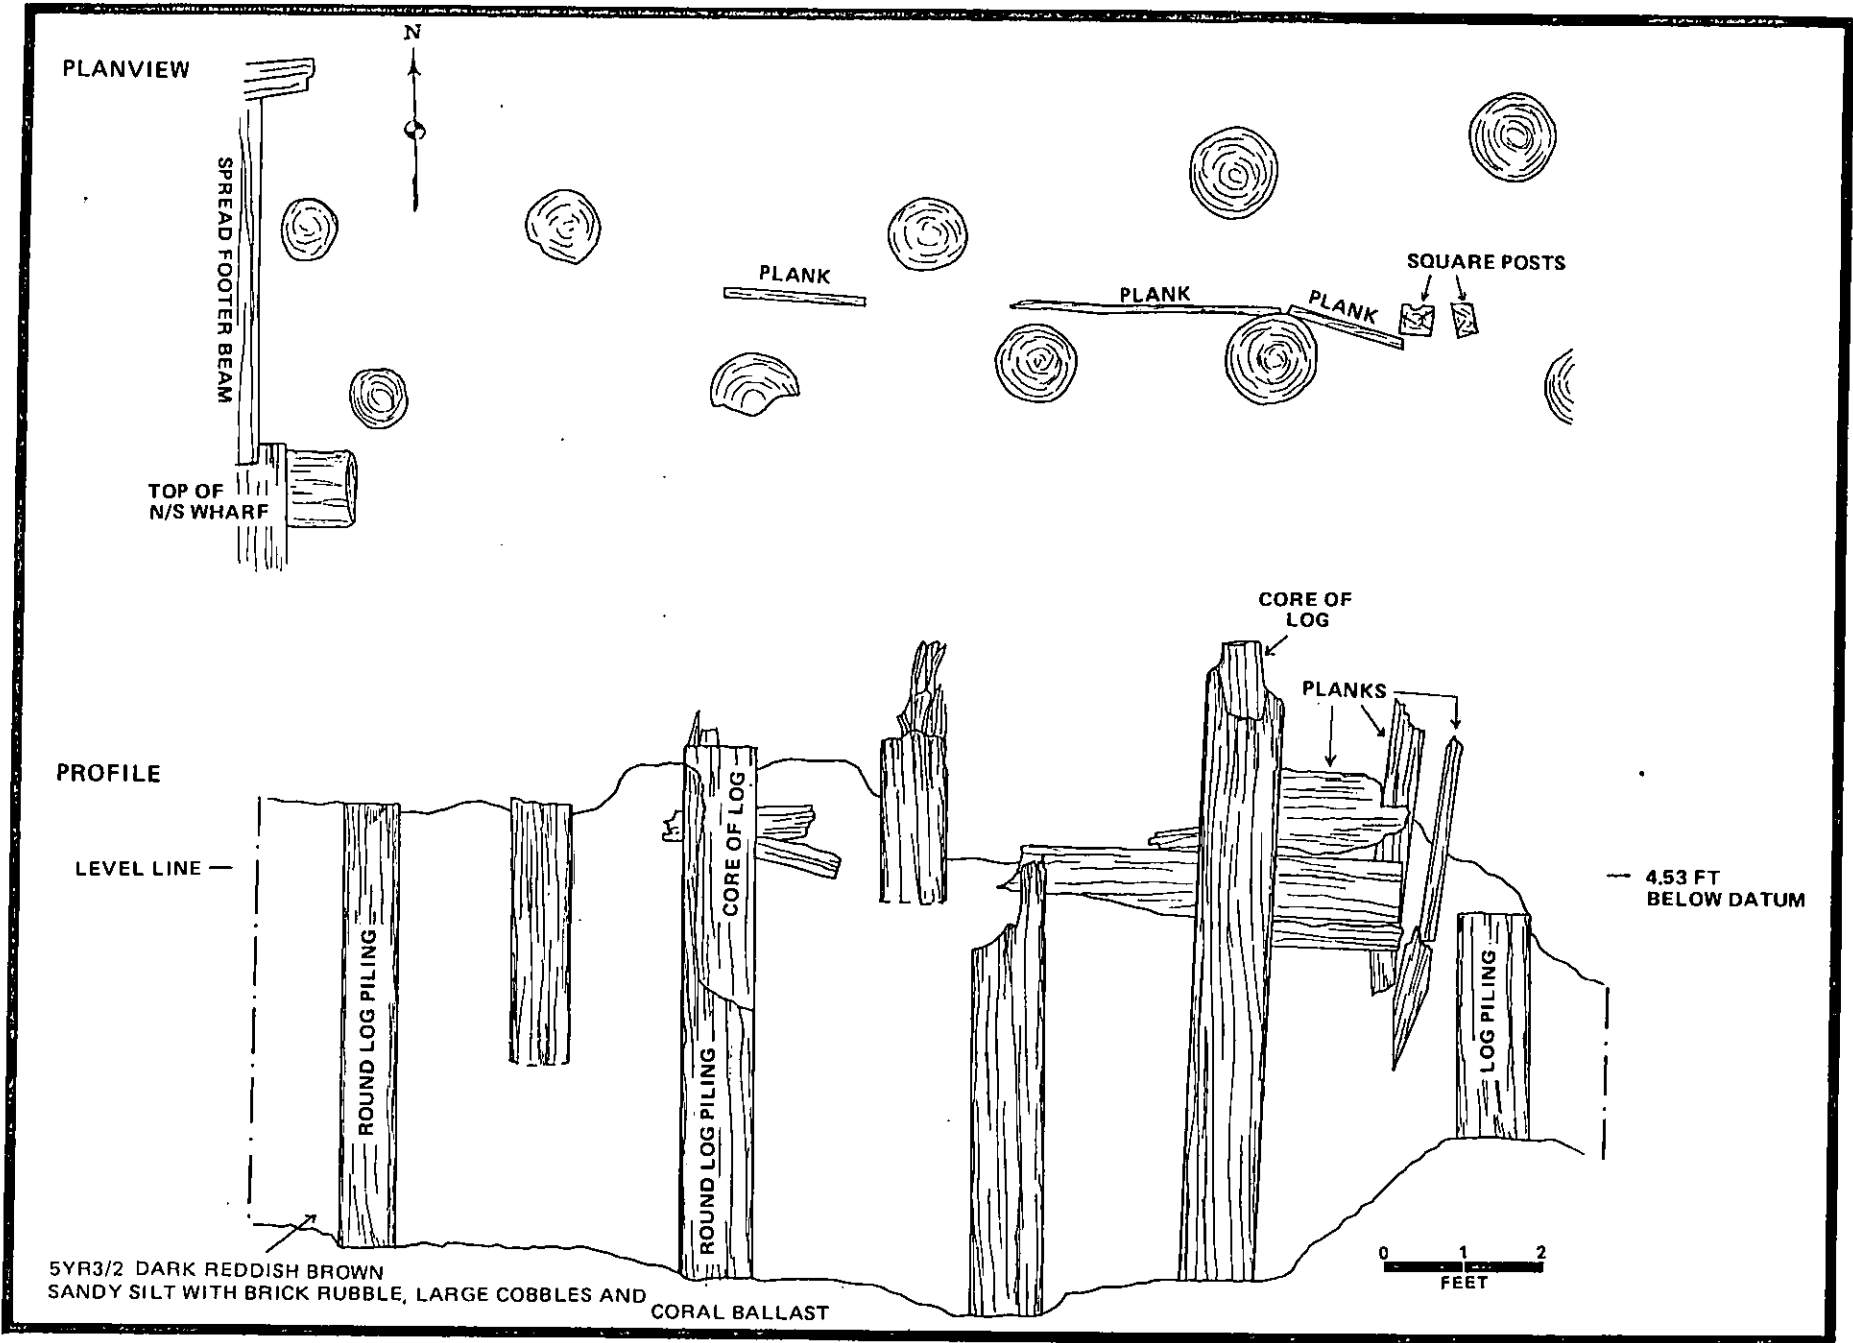 PLANVIEW
N
SPREAD FOOTER BEAM
PLANK
PLANK
PLANK
SQUARE POSTS
TOP OF
N/S WHARF
CORE OF
LOG
PLANKS
PROFILE
CORE OF LOG
LEVEL LINE
4.53 FT
BELOW DATUM
ROUND LOG PILING
ROUND LOG PILING
LOG PILING
0 1 2
FEET
5YR3/2 DARK REDDISH BROWN
SANDY SILT WITH BRICK RUBBLE, LARGE COBBLES AND
CORAL BALLAST